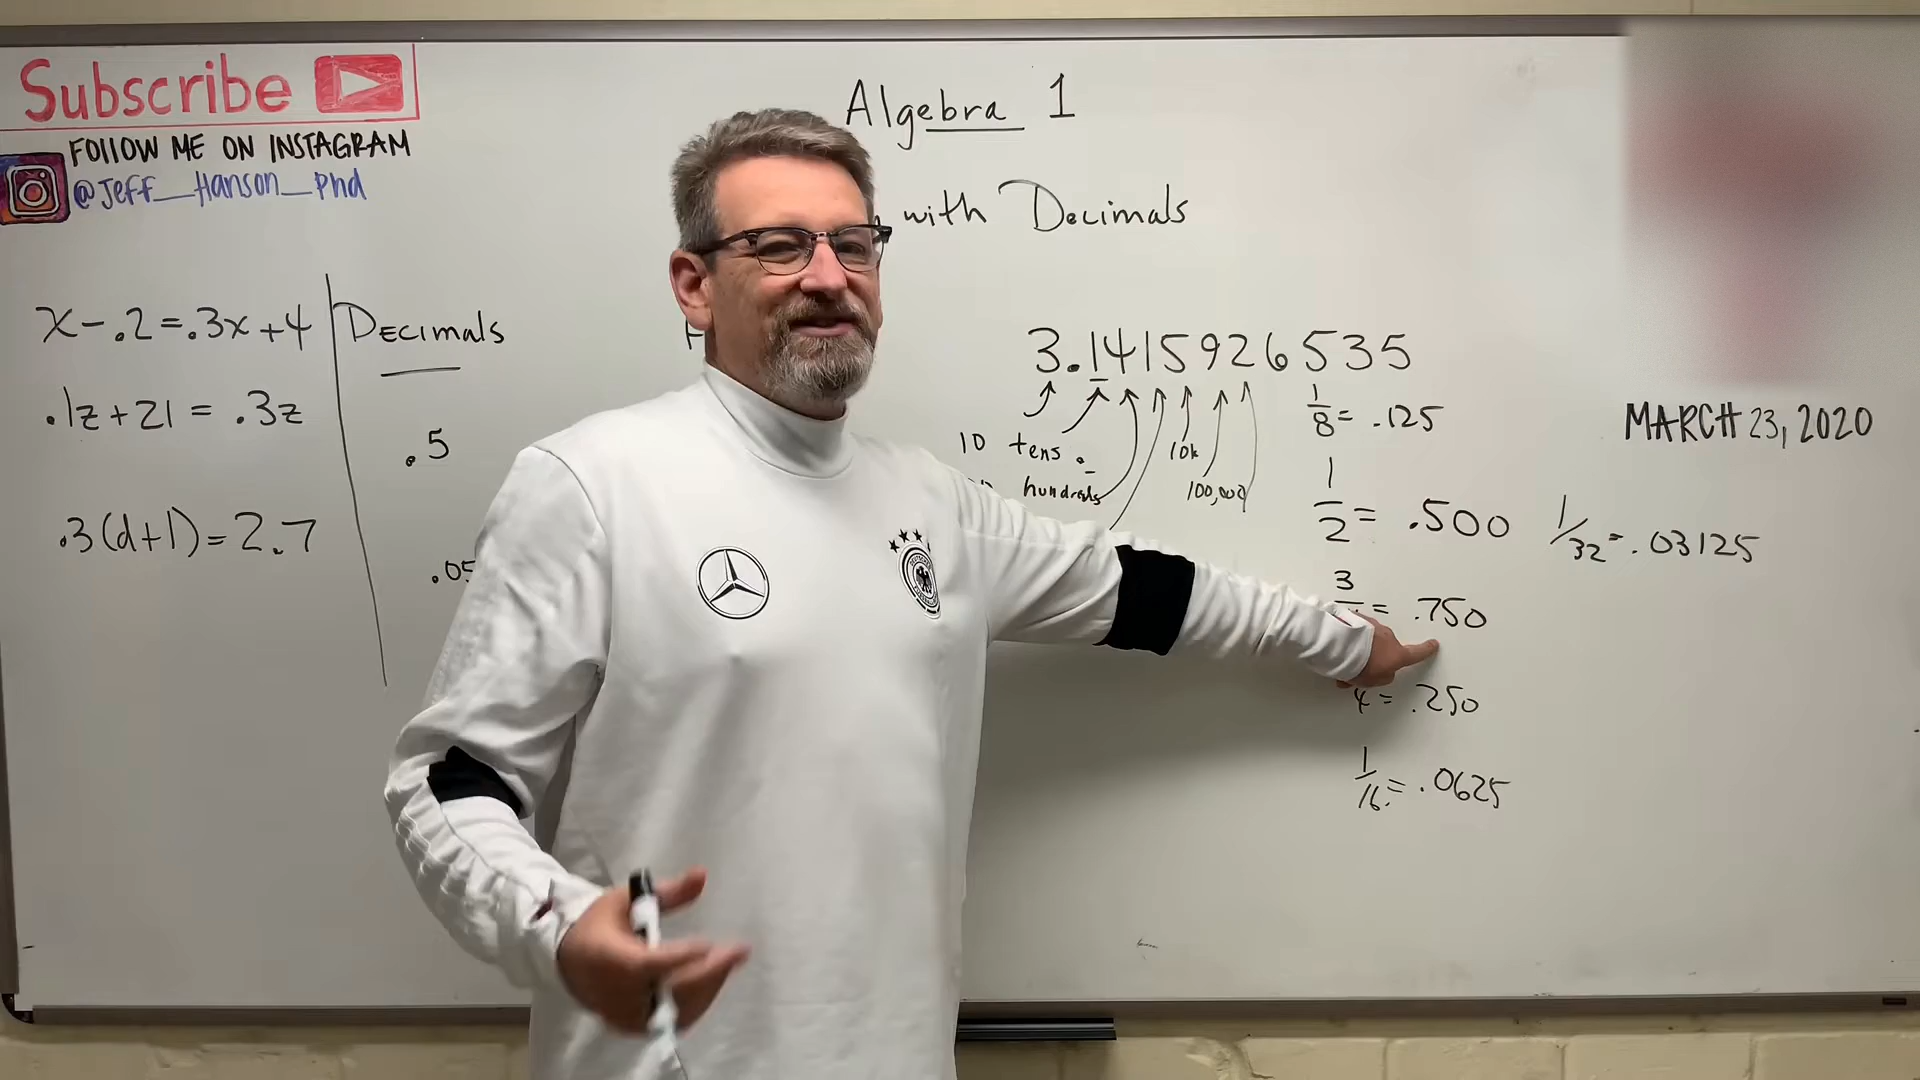 Subscribe
FOLLOW ME ON INSTAGRAM
@Jeff_Hanson_Phd
Algebra 1
with Decimals
x-.2=.3x+4
.1z+21 = .3z
.3(d+1)=2.7
Decimals
.5
.05
3.1415926535
10 tens
hundreds
10k
100,000
1/8 = .125
1/2 = .500
1/32 = .03125
= .750
4 = .250
1/16 = .0625
MARCH 23, 2020